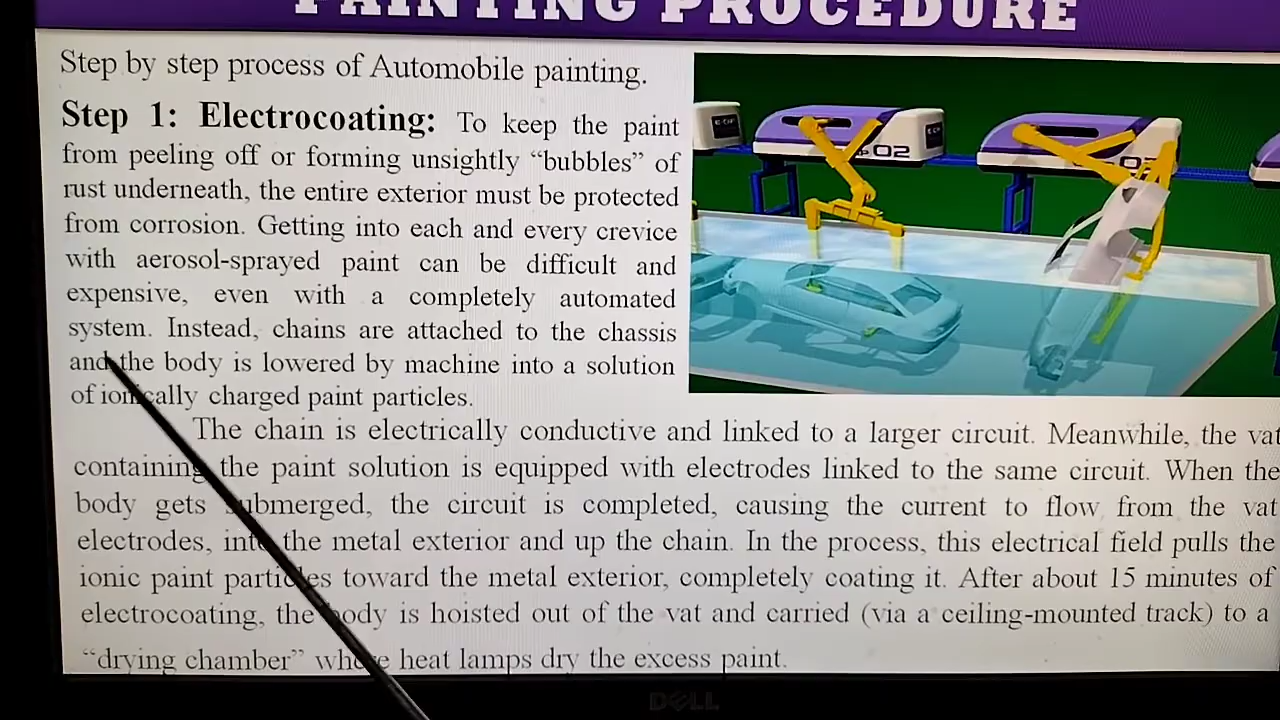 PAINTING PROCEDURE
Step by step process of Automobile painting.
Step 1: Electrocoating: To keep the paint
from peeling off or forming unsightly “bubbles” of
rust underneath, the entire exterior must be protected
from corrosion. Getting into each and every crevice
with aerosol-sprayed paint can be difficult and
expensive, even with a completely automated
system. Instead, chains are attached to the chassis
and the body is lowered by machine into a solution
of ionically charged paint particles.
The chain is electrically conductive and linked to a larger circuit. Meanwhile, the vat
containing the paint solution is equipped with electrodes linked to the same circuit. When the
body gets submerged, the circuit is completed, causing the current to flow from the vat
electrodes, into the metal exterior and up the chain. In the process, this electrical field pulls the
ionic paint particles toward the metal exterior, completely coating it. After about 15 minutes of
electrocoating, the body is hoisted out of the vat and carried (via a ceiling-mounted track) to a
“drying chamber” where heat lamps dry the excess paint.
02
DELL